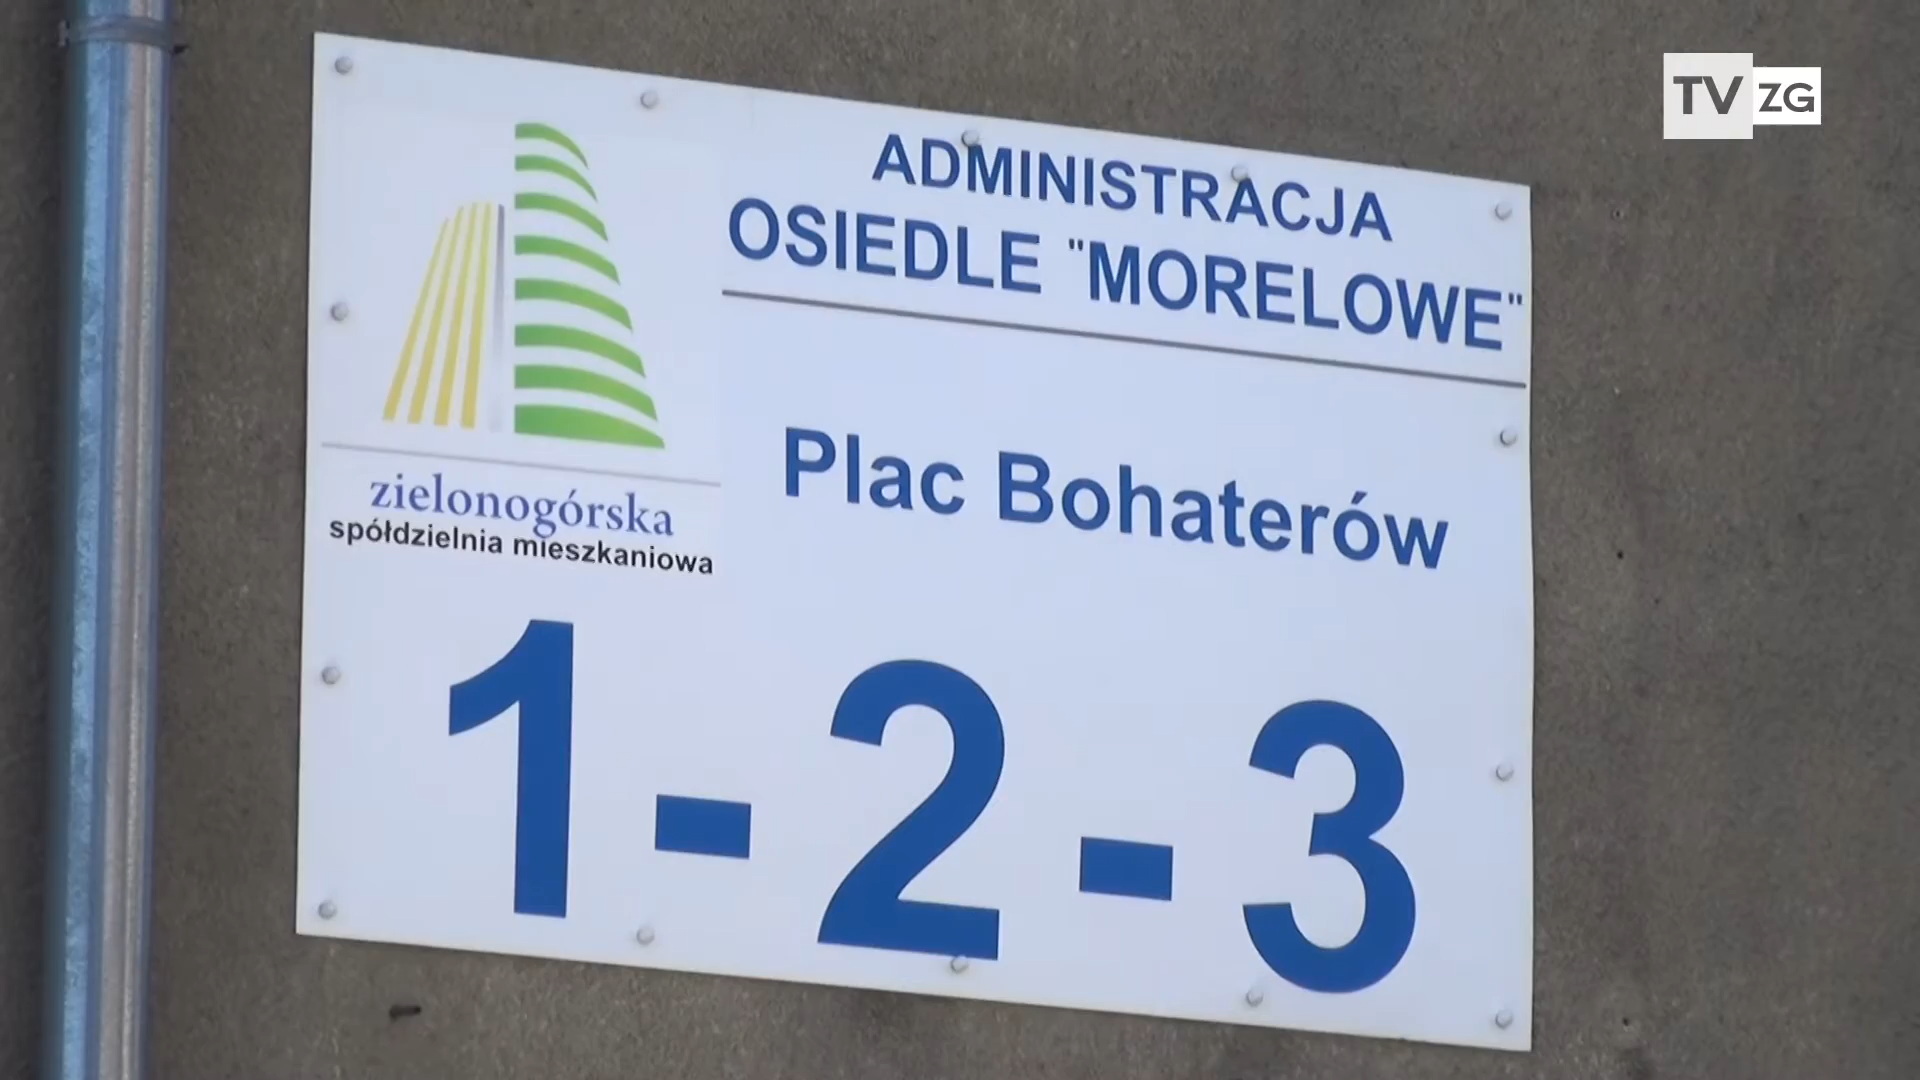 TV ZG
ADMINISTRACJA
OSIEDLE "MORELOWE"
zielonogórska
spółdzielnia mieszkaniowa
Plac Bohaterów
1-2-3